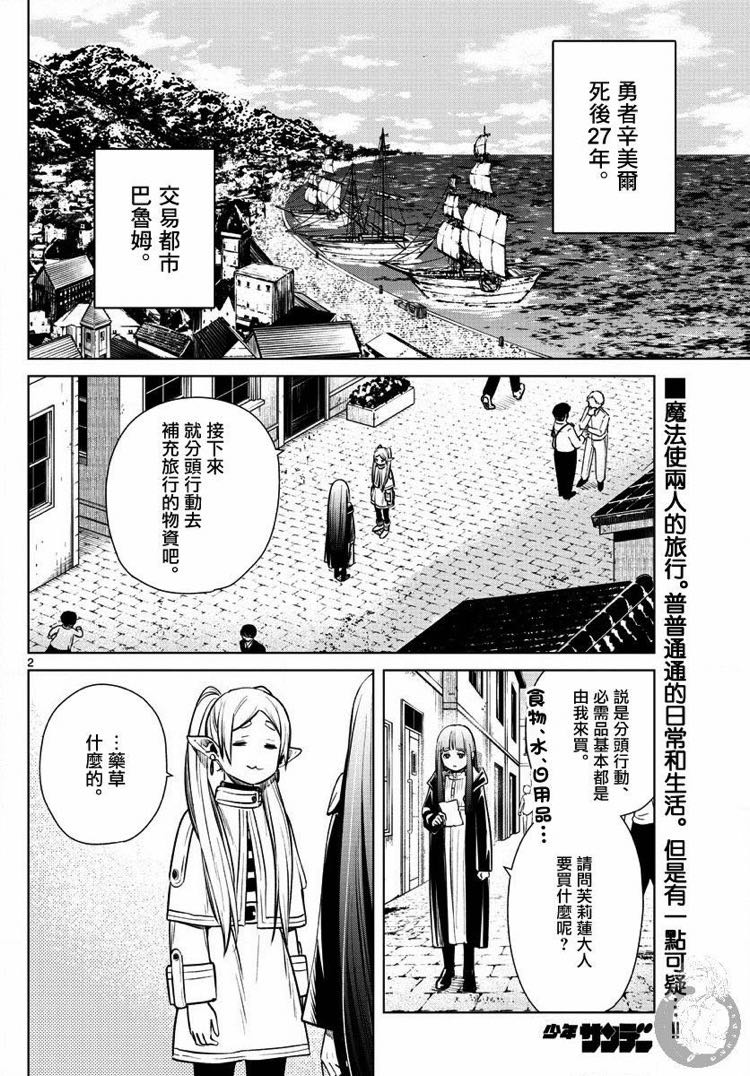 勇者辛美爾
死後27年。
交易都市
巴魯姆。
■魔法使兩人的旅行。普普通通的日常和生活。但是有一點可疑…!!
接下來
就分頭行動去
補充旅行的物資吧。
2
說是分頭行動、
必需品基本都是
由我來買。
食物、水、日用品…
請問芙莉蓮大人
要買什麼呢?
…藥草
什麼的。
少年サンデー